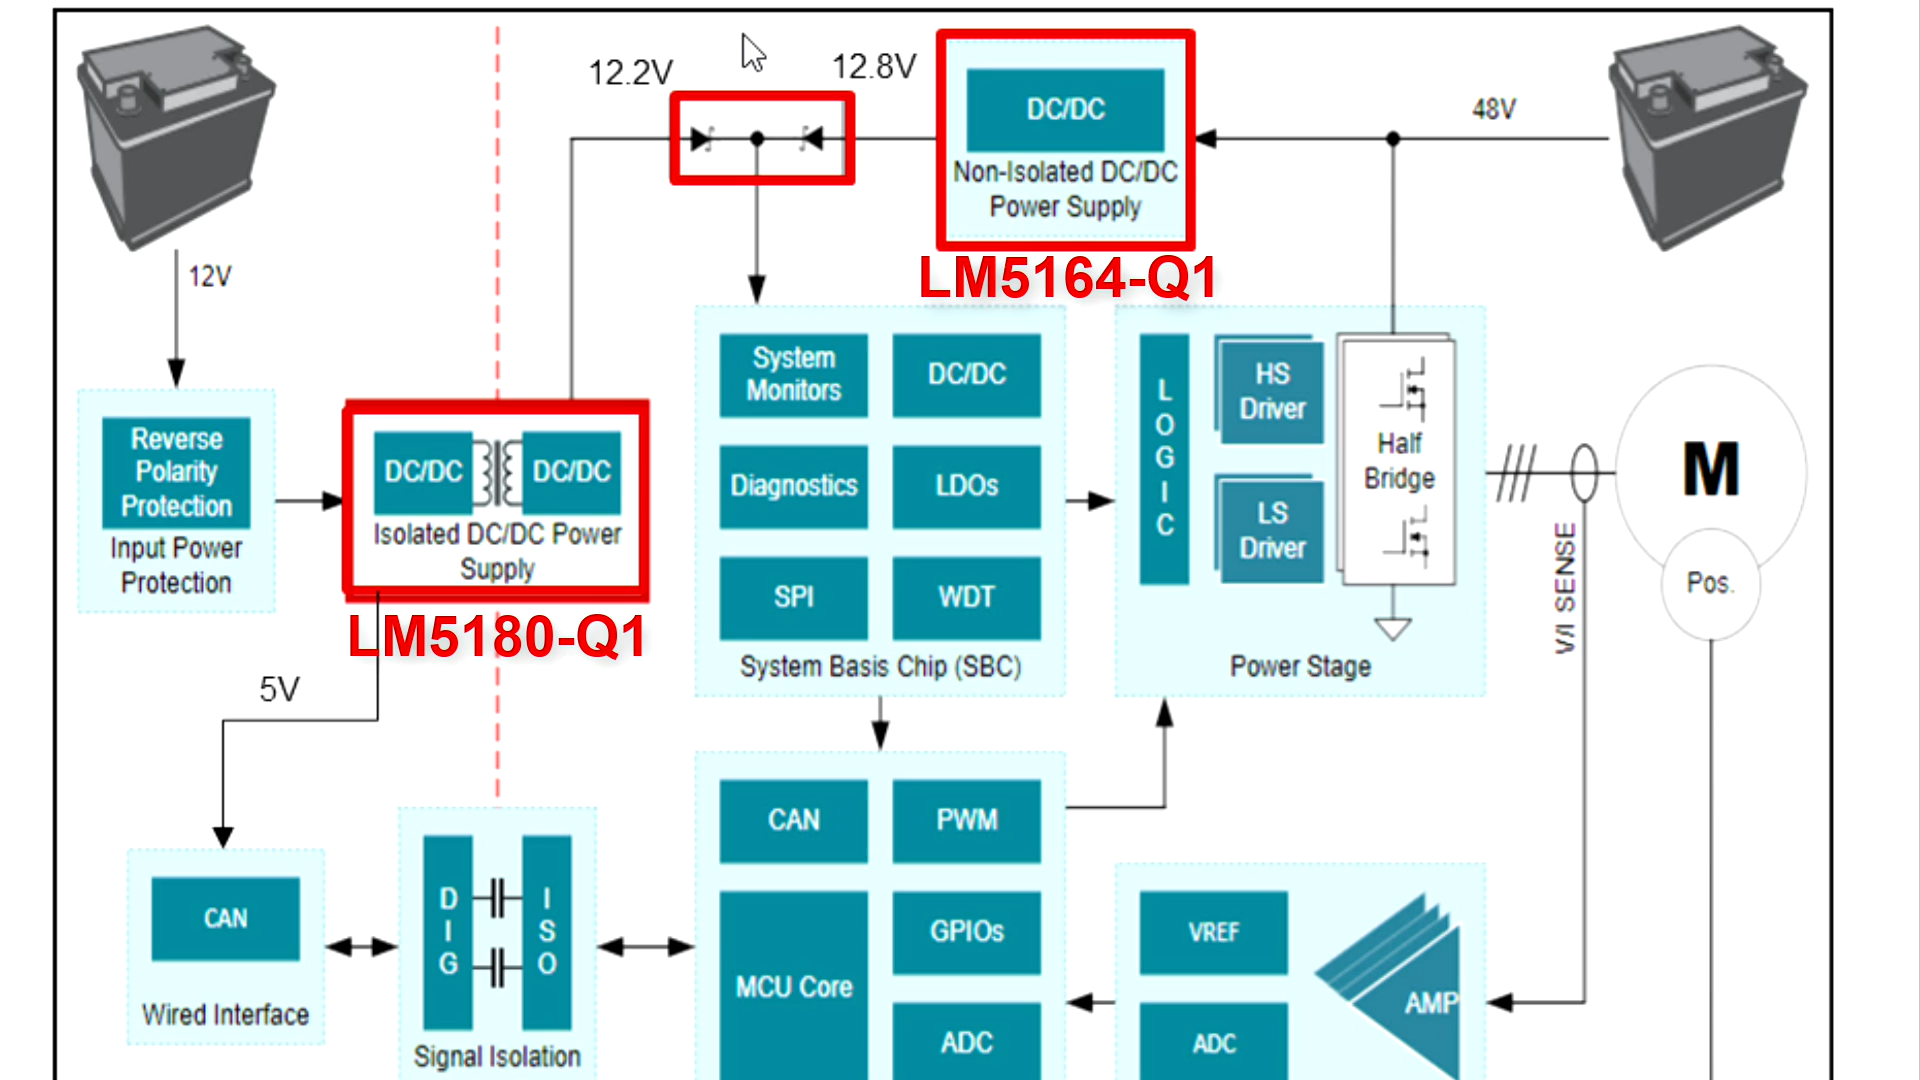 12.2V
12.8V
DC/DC
Non-Isolated DC/DC
Power Supply
48V
LM5164-Q1
12V
Reverse
Polarity
Protection
Input Power
Protection
DC/DC
DC/DC
Isolated DC/DC Power
Supply
LM5180-Q1
5V
System
Monitors
DC/DC
Diagnostics
LDOs
SPI
WDT
System Basis Chip (SBC)
L
O
G
I
C
HS
Driver
LS
Driver
Half
Bridge
Power Stage
V/I SENSE
M
Pos.
CAN
Wired Interface
D
I
G
I
S
O
Signal Isolation
CAN
PWM
MCU Core
GPIOs
ADC
VREF
ADC
AMP